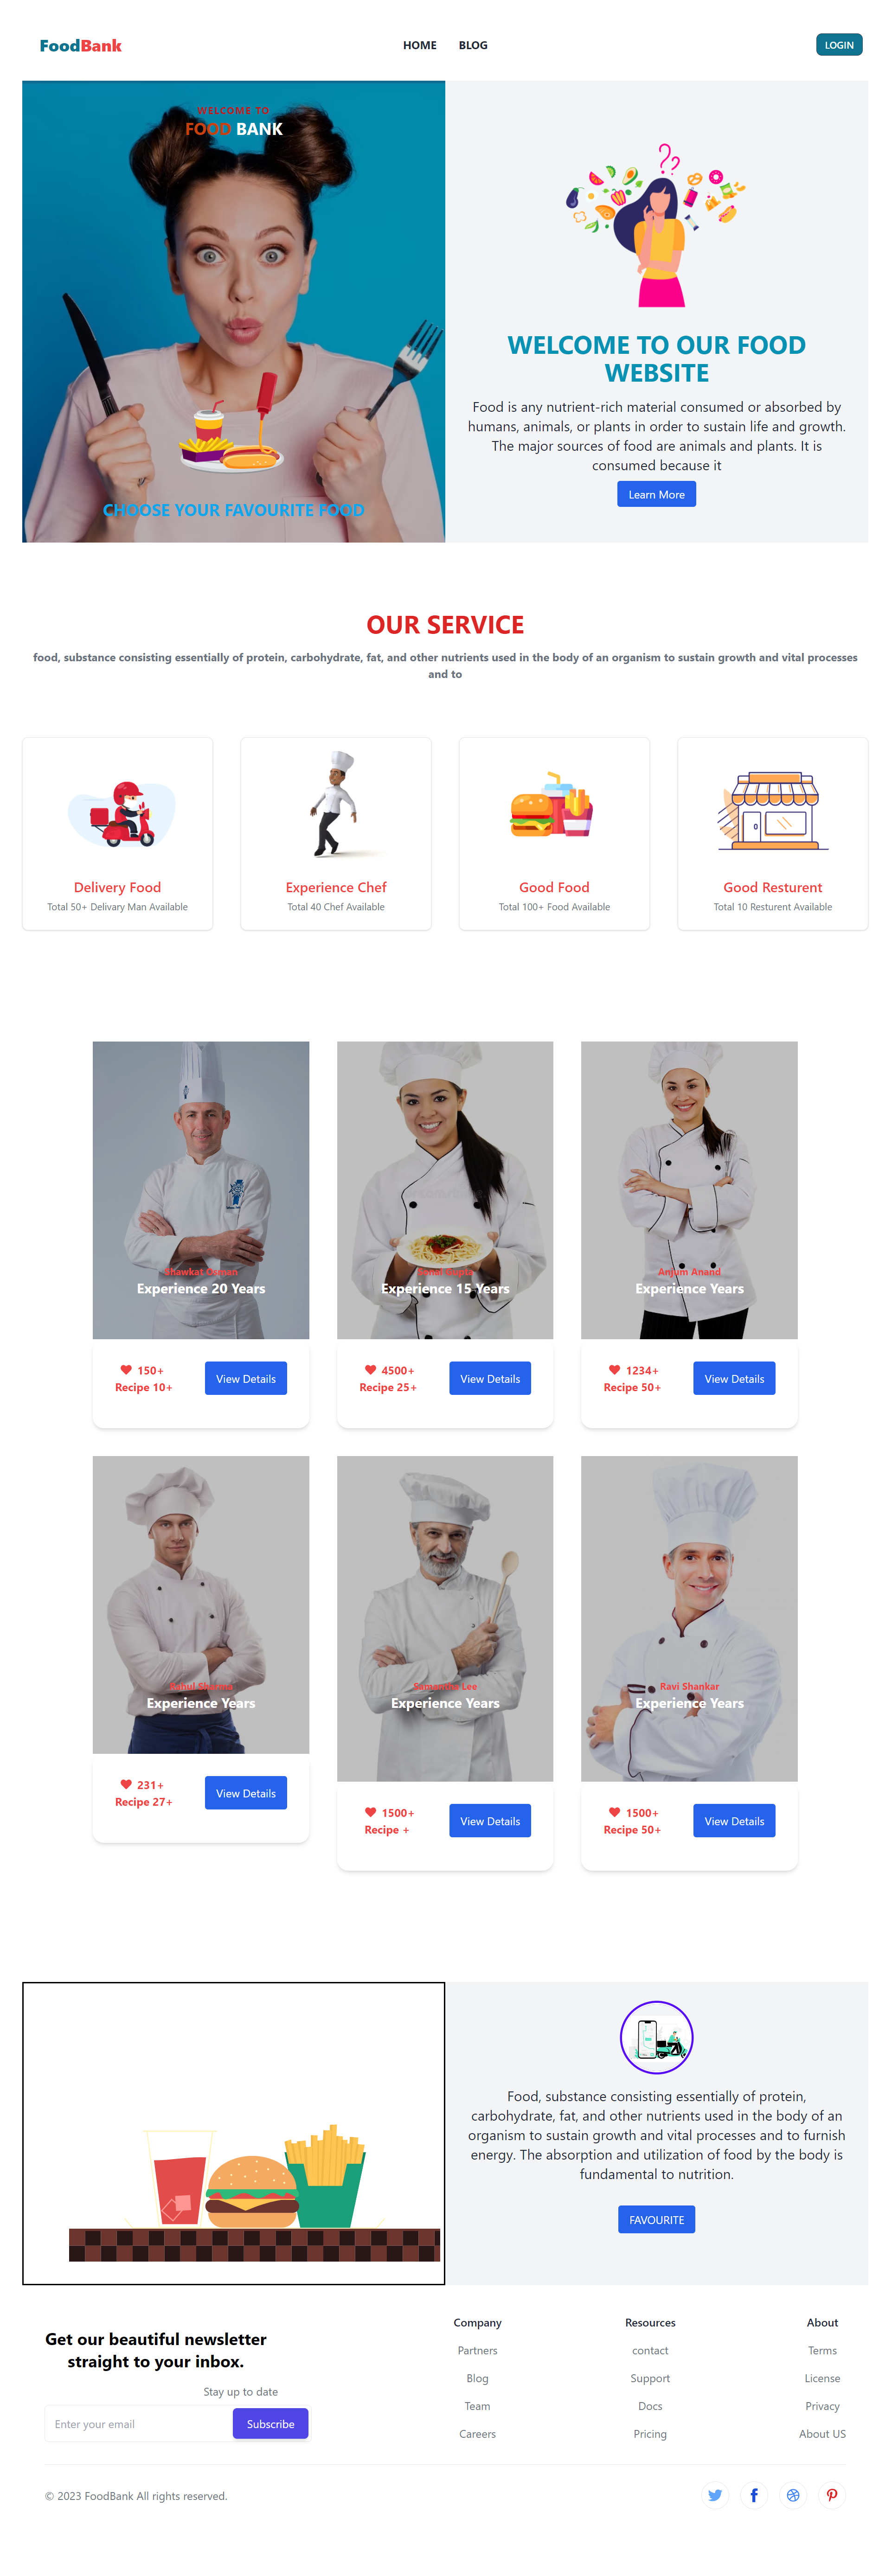 FoodBank
HOME
BLOG
LOGIN
WELCOME TO
FOOD BANK
CHOOSE YOUR FAVOURITE FOOD
WELCOME TO OUR FOOD
WEBSITE
Food is any nutrient-rich material consumed or absorbed by
humans, animals, or plants in order to sustain life and growth.
The major sources of food are animals and plants. It is
consumed because it
Learn More
OUR SERVICE
food, substance consisting essentially of protein, carbohydrate, fat, and other nutrients used in the body of an organism to sustain growth and vital processes
and to
Delivery Food
Total 50+ Delivary Man Available
Experience Chef
Total 40 Chef Available
Good Food
Total 100+ Food Available
Good Resturent
Total 10 Resturent Available
Shawkat Osman
Experience 20 Years
150+
Recipe 10+
View Details
Gupta
Experience 15 Years
4500+
Recipe 25+
View Details
Anjum Anand
Experience Years
1234+
Recipe 50+
View Details
Experience Years
231+
Recipe 27+
View Details
Samantha Lee
Experience Years
1500+
Recipe +
View Details
Ravi Shankar
Experience Years
1500+
Recipe 50+
View Details
Food, substance consisting essentially of protein,
carbohydrate, fat, and other nutrients used in the body of an
organism to sustain growth and vital processes and to furnish
energy. The absorption and utilization of food by the body is
fundamental to nutrition.
FAVOURITE
Get our beautiful newsletter
straight to your inbox.
Stay up to date
Enter your email
Subscribe
Company
Partners
Blog
Team
Careers
Resources
contact
Support
Docs
Pricing
About
Terms
License
Privacy
About US
© 2023 FoodBank All rights reserved.